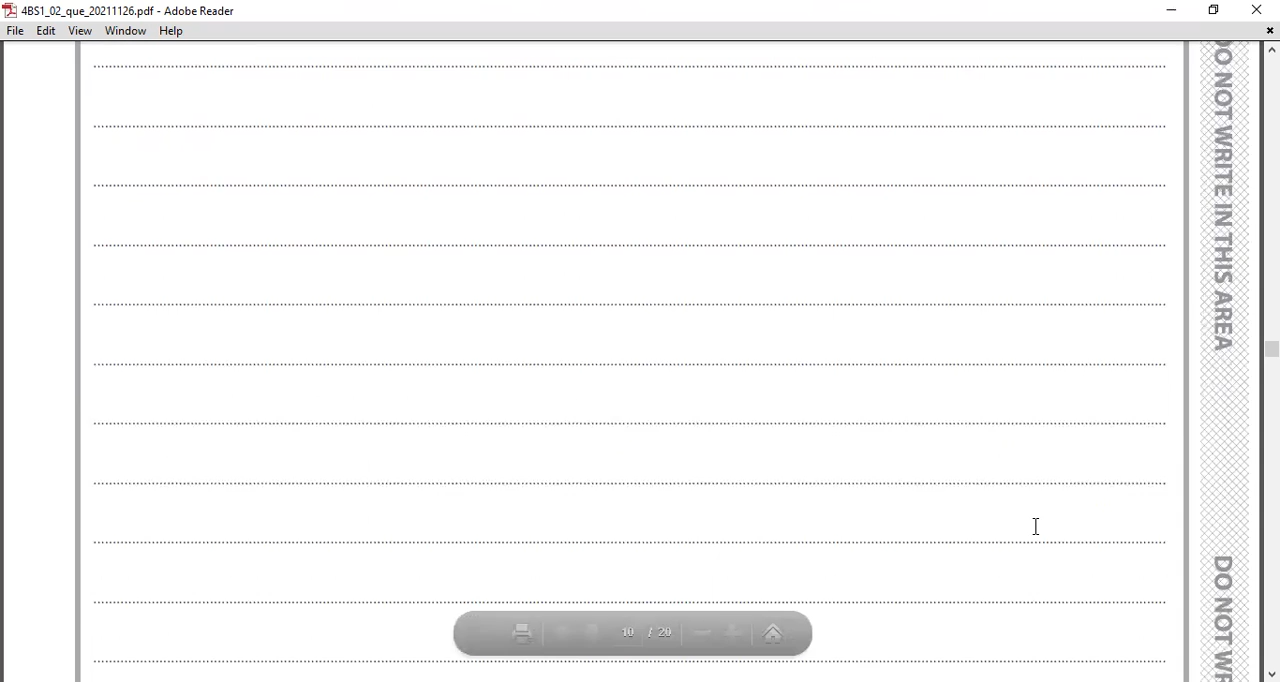 4BS1_02_que_20211126.pdf - Adobe Reader
File Edit View Window Help
DO NOT WRITE IN THIS AREA
10 / 20
DO NOT WR